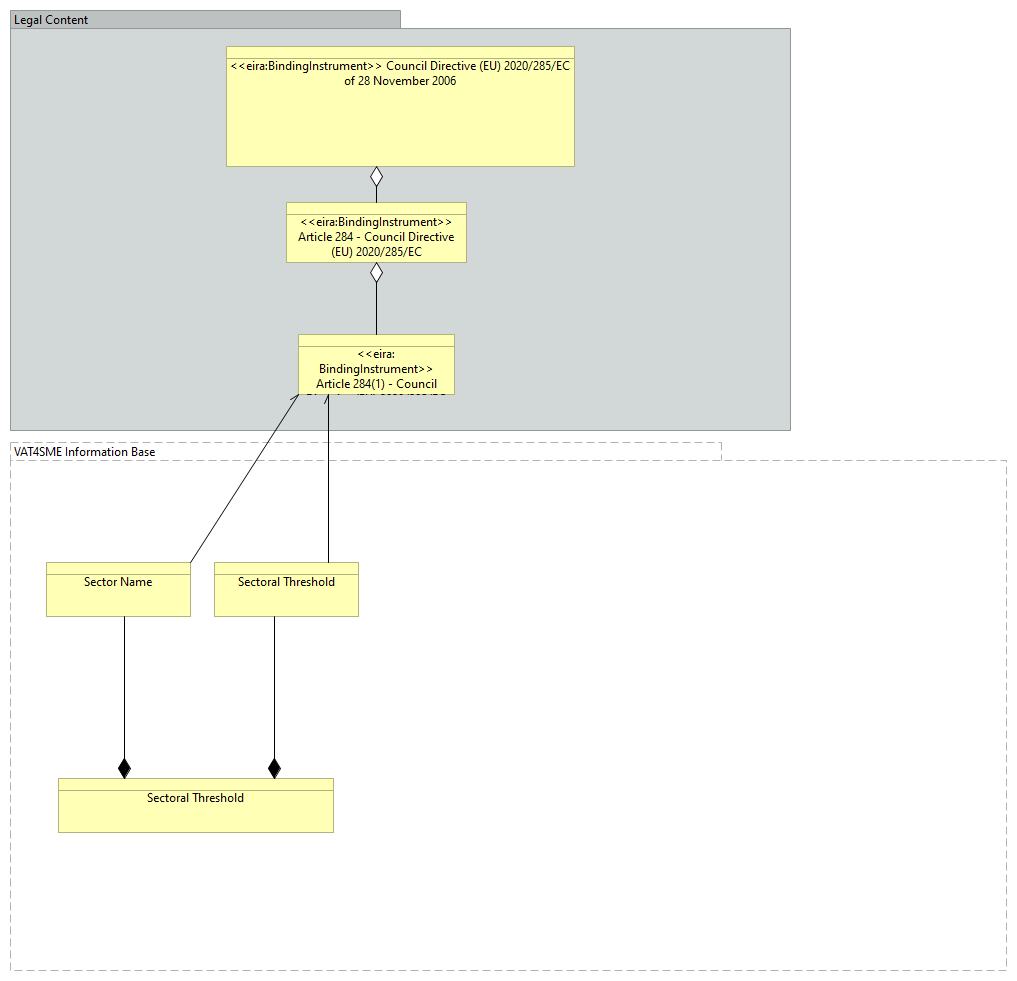 Legal Content
<<eira:BindingInstrument>> Council Directive (EU) 2020/285/EC
of 28 November 2006
<<eira:BindingInstrument>>
Article 284 - Council Directive
(EU) 2020/285/EC
<<eira:
BindingInstrument>>
Article 284(1) - Council
VAT4SME Information Base
Sector Name
Sectoral Threshold
Sectoral Threshold